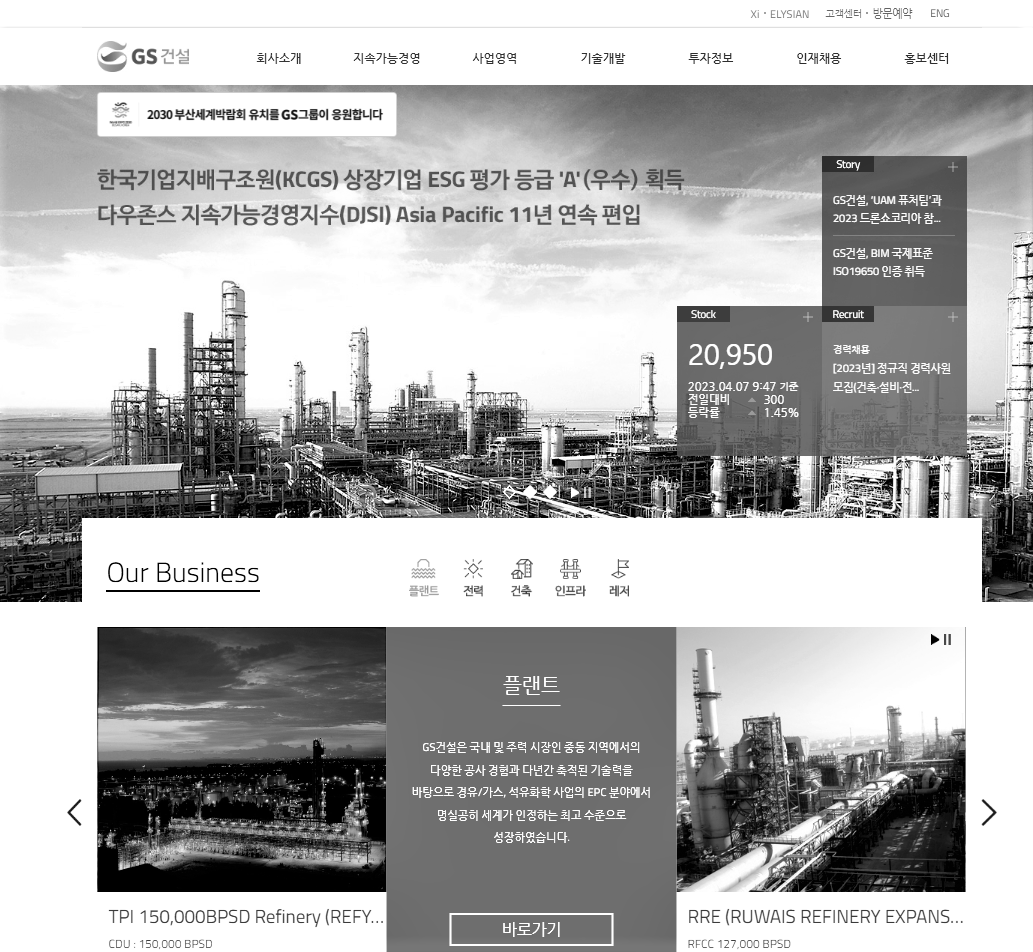 Xi · ELYSIAN 고객센터 · 방문예약 ENG
GS건설 회사소개 지속가능경영 사업영역 기술개발 투자정보 인재채용 홍보센터
2030 부산세계박람회 유치를 GS그룹이 응원합니다
한국기업지배구조원(KCGS) 상장기업 ESG 평가 등급 'A'(우수) 획득
다우존스 지속가능경영지수(DJSI) Asia Pacific 11년 연속 편입
Story
GS건설, 'UAM 퓨처팀'과
2023 드론쇼코리아 참...
GS건설, BIM 국제표준
ISO19650 인증 취득
Stock
20,950
2023.04.07 9:47 기준
전일대비 300
등락률 1.45%
Recruit
경력채용
[2023년] 정규직 경력사원
모집(건축·설비·전...
Our Business
플랜트 전력 건축 인프라 레저
플랜트
GS건설은 국내 및 주력 시장인 중동 지역에서의
다양한 공사 경험과 다년간 축적된 기술력을
바탕으로 경유/가스, 석유화학 사업의 EPC 분야에서
명실공히 세계가 인정하는 최고 수준으로
성장하였습니다.
바로가기
TPI 150,000BPSD Refinery (REFY...
CDU : 150,000 BPSD
RRE (RUWAIS REFINERY EXPANS...
RFCC 127,000 BPSD